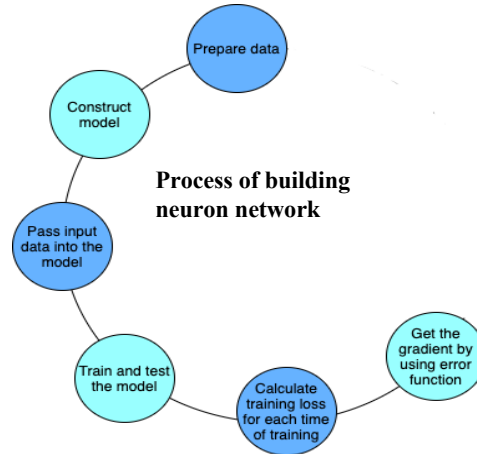 Prepare data
Construct
model
Process of building
neuron network
Pass input
data into the
model
Train and test
the model
Calculate
training loss
for each time
of training
Get the
gradient by
using error
function